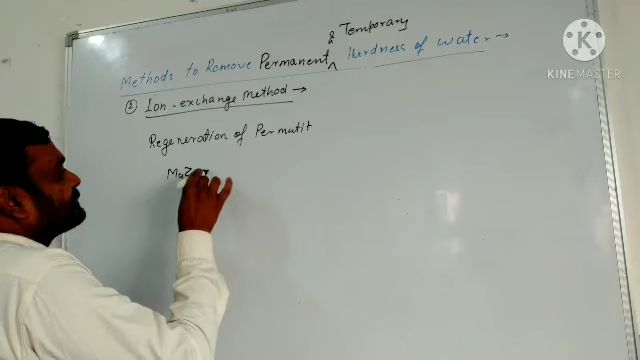 & Temporary
Methods to Remove Permanent ^ Hardness of water →
② Ion-exchange method →
Regeneration of Permutit
KINEMASTER